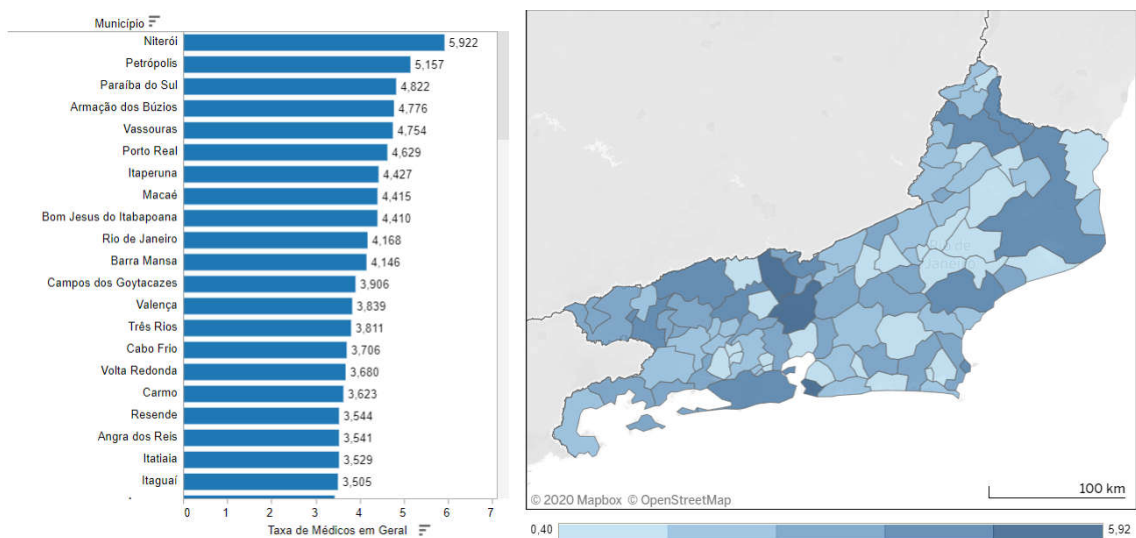 Município
Niterói 5,922
Petrópolis 5,157
Paraíba do Sul 4,822
Armação dos Búzios 4,776
Vassouras 4,754
Porto Real 4,629
Itaperuna 4,427
Macaé 4,415
Bom Jesus do Itabapoana 4,410
Rio de Janeiro 4,168
Barra Mansa 4,146
Campos dos Goytacazes 3,906
Valença 3,839
Três Rios 3,811
Cabo Frio 3,706
Volta Redonda 3,680
Carmo 3,623
Resende 3,544
Angra dos Reis 3,541
Itatiaia 3,529
Itaguaí 3,505
0 1 2 3 4 5 6 7
Taxa de Médicos em Geral
Rio de
Janeiro
© 2020 Mapbox © OpenStreetMap
100 km
0,40 5,92